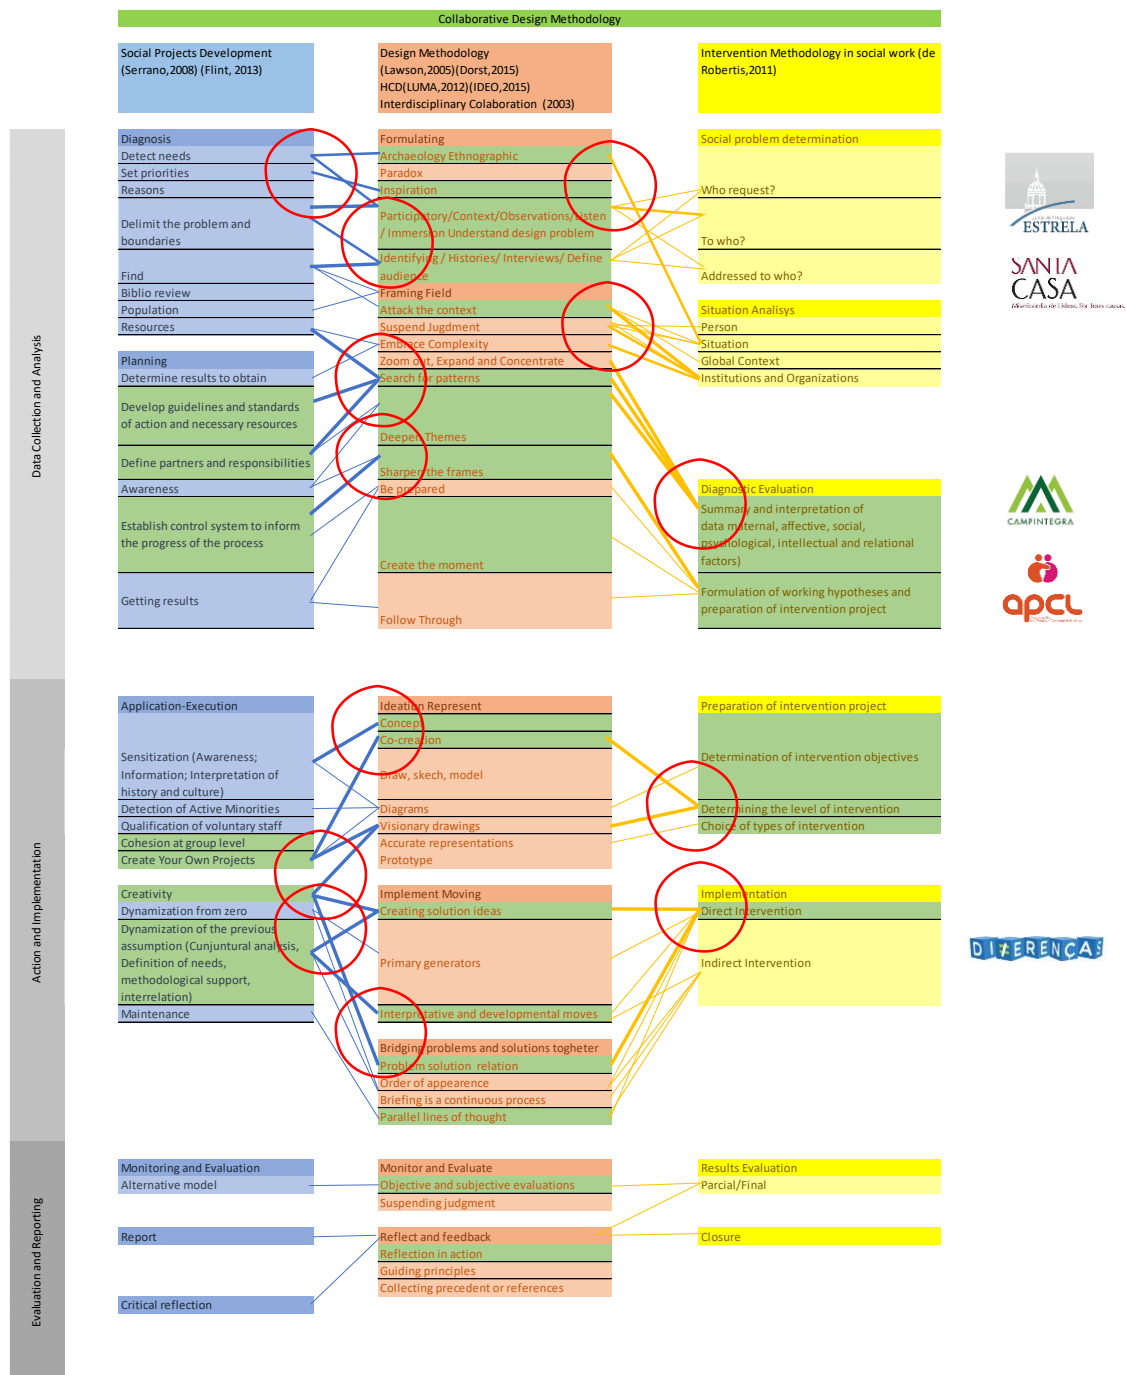 Collaborative Design Methodology
Social Projects Development
(Serrano,2008) (Flint, 2013)
Design Methodology
(Lawson,2005)(Dorst,2015)
HCD(LUMA,2012)(IDEO,2015)
Interdisciplinary Colaboration (2003)
Intervention Methodology in social work (de
Robertis,2011)
Data Collection and Analysis
Diagnosis
Detect needs
Set priorities
Reasons
Delimit the problem and
boundaries
Find
Biblio review
Population
Resources
Planning
Determine results to obtain
Develop guidelines and standards
of action and necessary resources
Define partners and responsibilities
Awareness
Establish control system to inform
the progress of the process
Getting results
Formulating
Archaeology Ethnographic
Paradox
Inspiration
Participatory/Context/Observations/Listen
/ Immersion Understand design problem
Identifying / Histories/ Interviews/ Define
audience
Framing Field
Attack the context
Suspend Jugdment
Embrace Complexity
Zoom out, Expand and Concentrate
Search for patterns
Deepen Themes
Sharpen the frames
Be prepared
Create the moment
Follow Through
Social problem determination
Who request?
To who?
Addressed to who?
Situation Analisys
Person
Situation
Global Context
Institutions and Organizations
Diagnostic Evaluation
Summary and interpretation of
data maternal, affective, social,
psychological, intellectual and relational
factors)
Formulation of working hypotheses and
preparation of intervention project
ESTRELA
SANTA
CASA
Misericórdia de Lisboa. Por boas causas.
CAMPINTEGRA
apcl
Action and Implementation
Application-Execution
Sensitization (Awareness;
Information; Interpretation of
history and culture)
Detection of Active Minorities
Qualification of voluntary staff
Cohesion at group level
Create Your Own Projects
Creativity
Dynamization from zero
Dynamization of the previous
assumption (Cunjuntural analysis,
Definition of needs,
methodological support,
interrelation)
Maintenance
Ideation Represent
Concept
Co-creation
Draw, skech, model
Diagrams
Visionary drawings
Accurate representations
Prototype
Implement Moving
Creating solution ideas
Primary generators
Interpretative and developmental moves
Bridging problems and solutions togheter
Problem solution relation
Order of appearence
Briefing is a continuous process
Parallel lines of thought
Preparation of intervention project
Determination of intervention objectives
Determining the level of intervention
Choice of types of intervention
Implementation
Direct Intervention
Indirect Intervention
DIFERENÇAS
Evaluation and Reporting
Monitoring and Evaluation
Alternative model
Report
Critical reflection
Monitor and Evaluate
Objective and subjective evaluations
Suspending judgment
Reflect and feedback
Reflection in action
Guiding principles
Collecting precedent or references
Results Evaluation
Parcial/Final
Closure